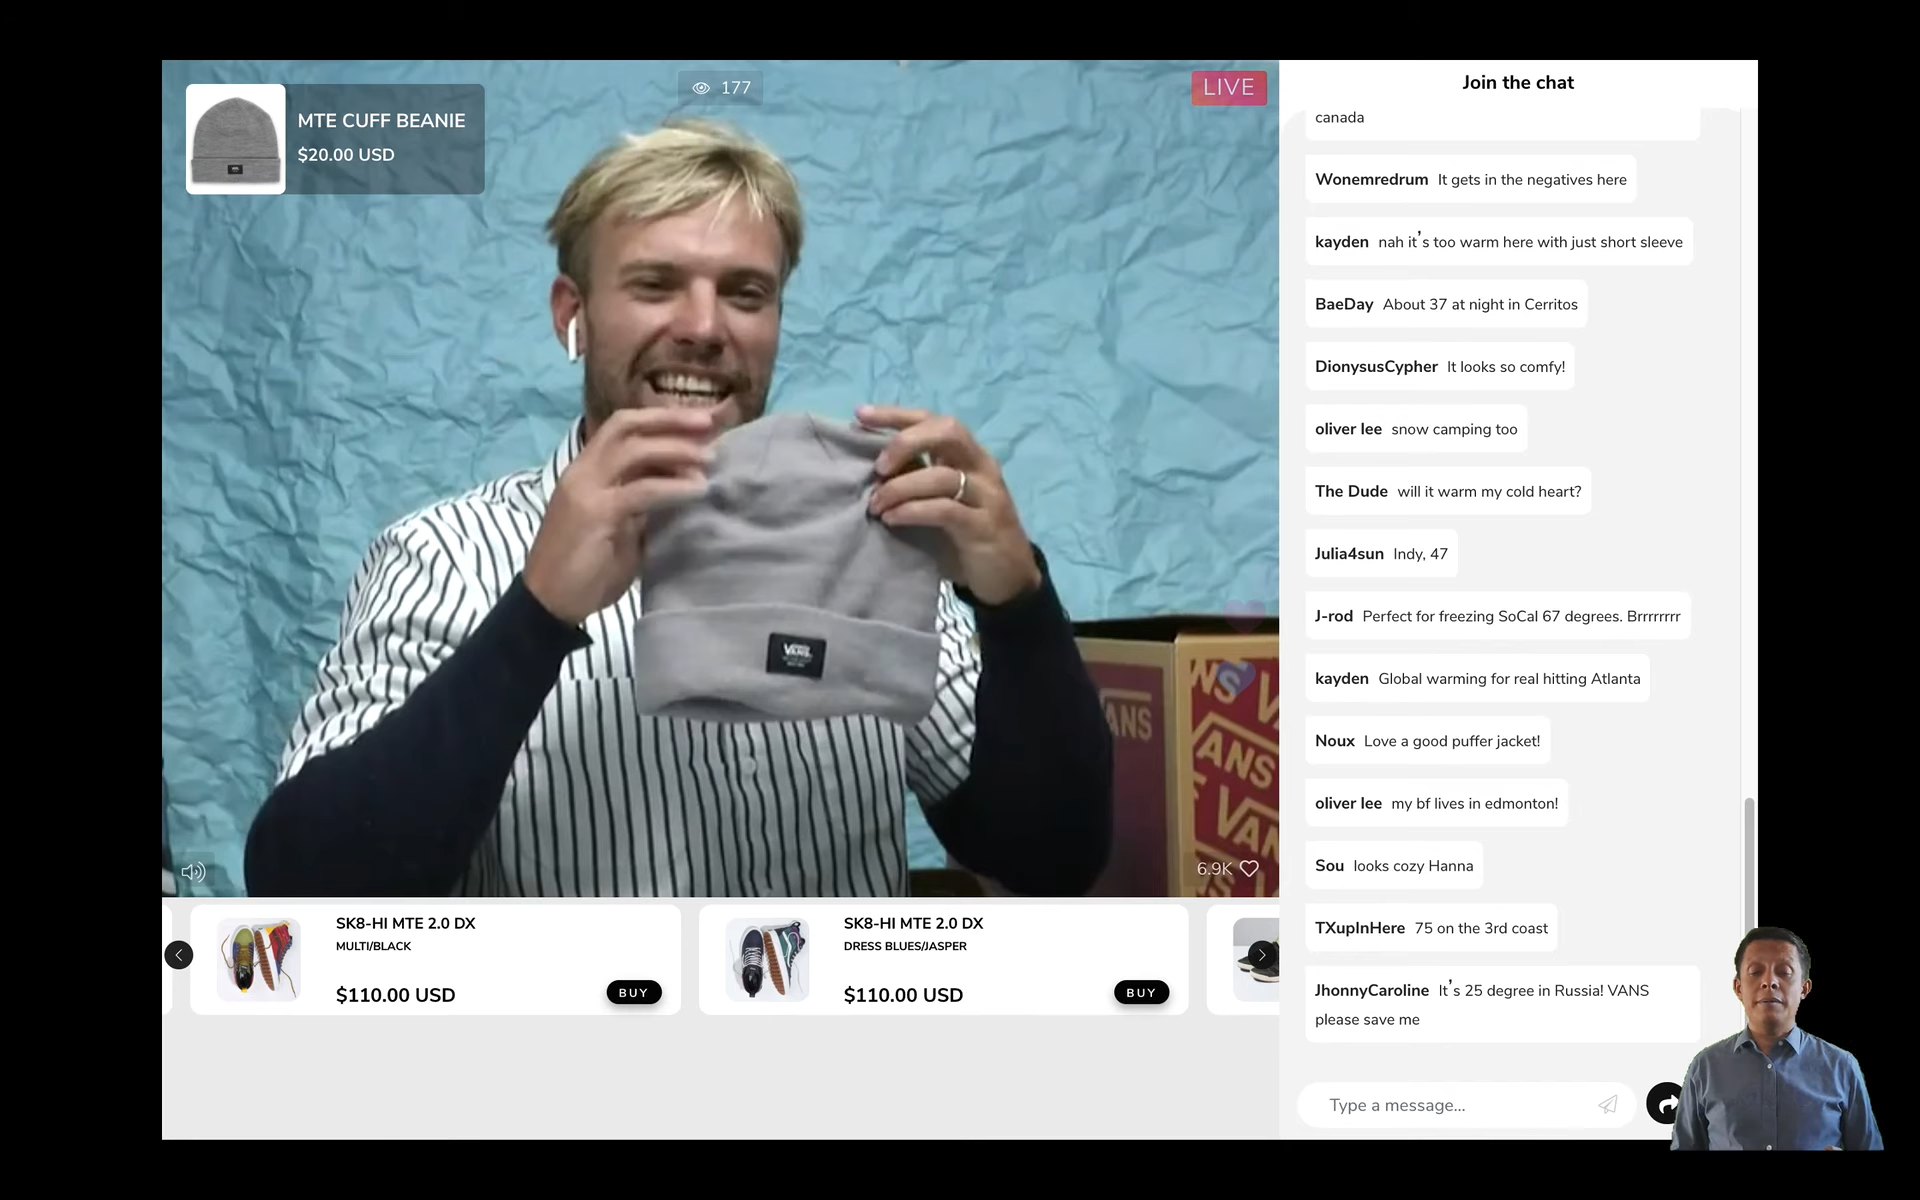 MTE CUFF BEANIE
$20.00 USD
177
LIVE
VANS
ANS
VANS
6.9K
SK8-HI MTE 2.0 DX
MULTI/BLACK
$110.00 USD
BUY
SK8-HI MTE 2.0 DX
DRESS BLUES/JASPER
$110.00 USD
BUY
Join the chat
canada
Wonemredrum It gets in the negatives here
kayden nah it's too warm here with just short sleeve
BaeDay About 37 at night in Cerritos
DionysusCypher It looks so comfy!
oliver lee snow camping too
The Dude will it warm my cold heart?
Julia4sun Indy, 47
J-rod Perfect for freezing SoCal 67 degrees. Brrrrrrr
kayden Global warming for real hitting Atlanta
Noux Love a good puffer jacket!
oliver lee my bf lives in edmonton!
Sou looks cozy Hanna
TXupInHere 75 on the 3rd coast
JhonnyCaroline It's 25 degree in Russia! VANS
please save me
Type a message...